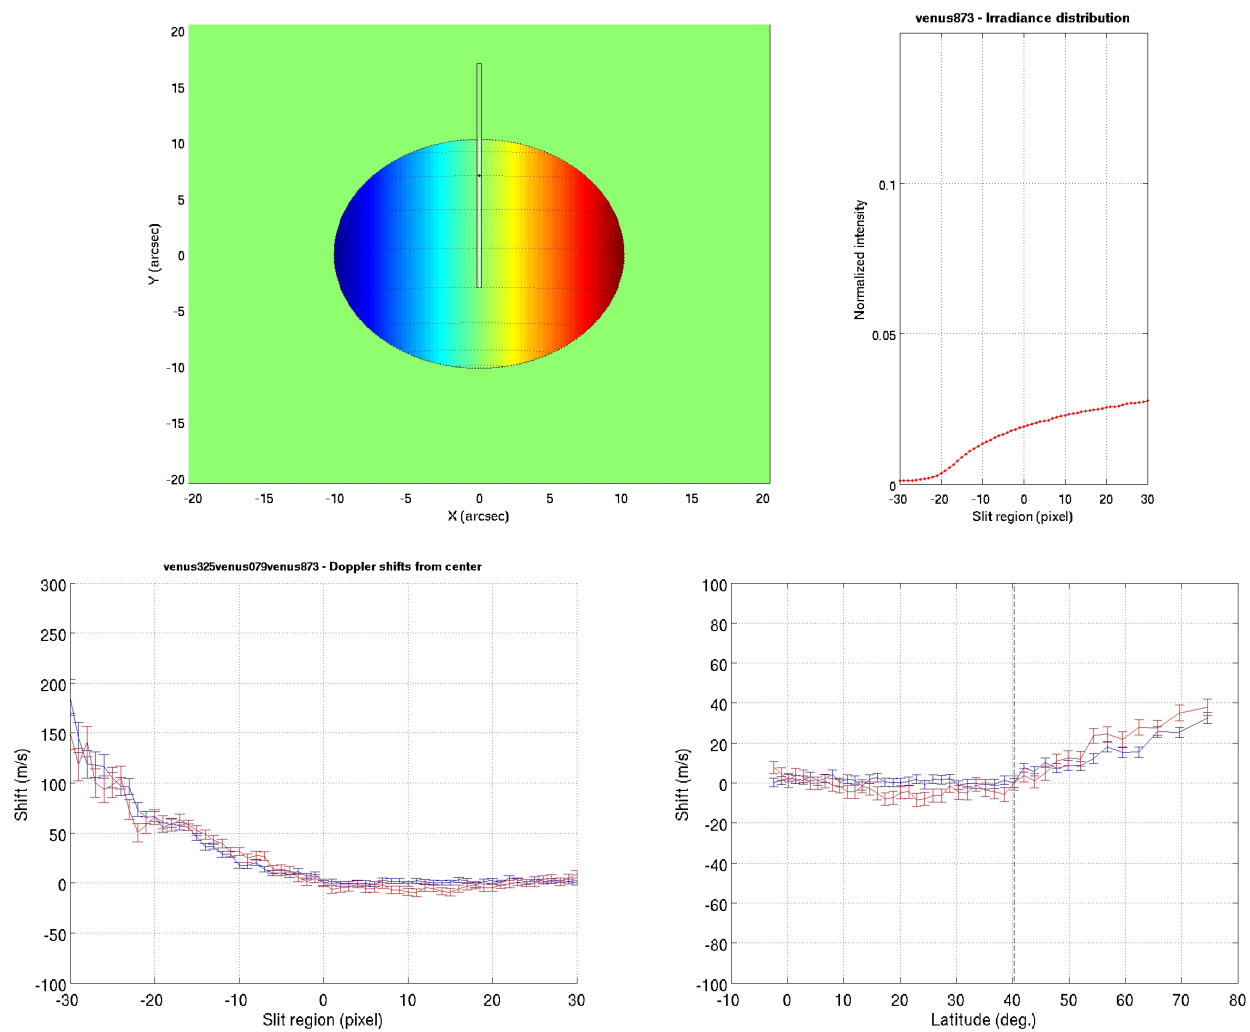 20
15
10
5
0
-5
-10
-15
-20
Y (arcsec)
-20 -15 -10 -5 0 5 10 15 20
X (arcsec)
venus873 - Irradiance distribution
0.1
0.05
0
Normalized intensity
-30 -20 -10 0 10 20 30
Slit region (pixel)
venus325venus079venus873 - Doppler shifts from center
300
250
200
150
100
50
0
-50
-100
Shift (m/s)
-30 -20 -10 0 10 20 30
Slit region (pixel)
100
80
60
40
20
0
-20
-40
-60
-80
-100
Shift (m/s)
-10 0 10 20 30 40 50 60 70 80
Latitude (deg.)